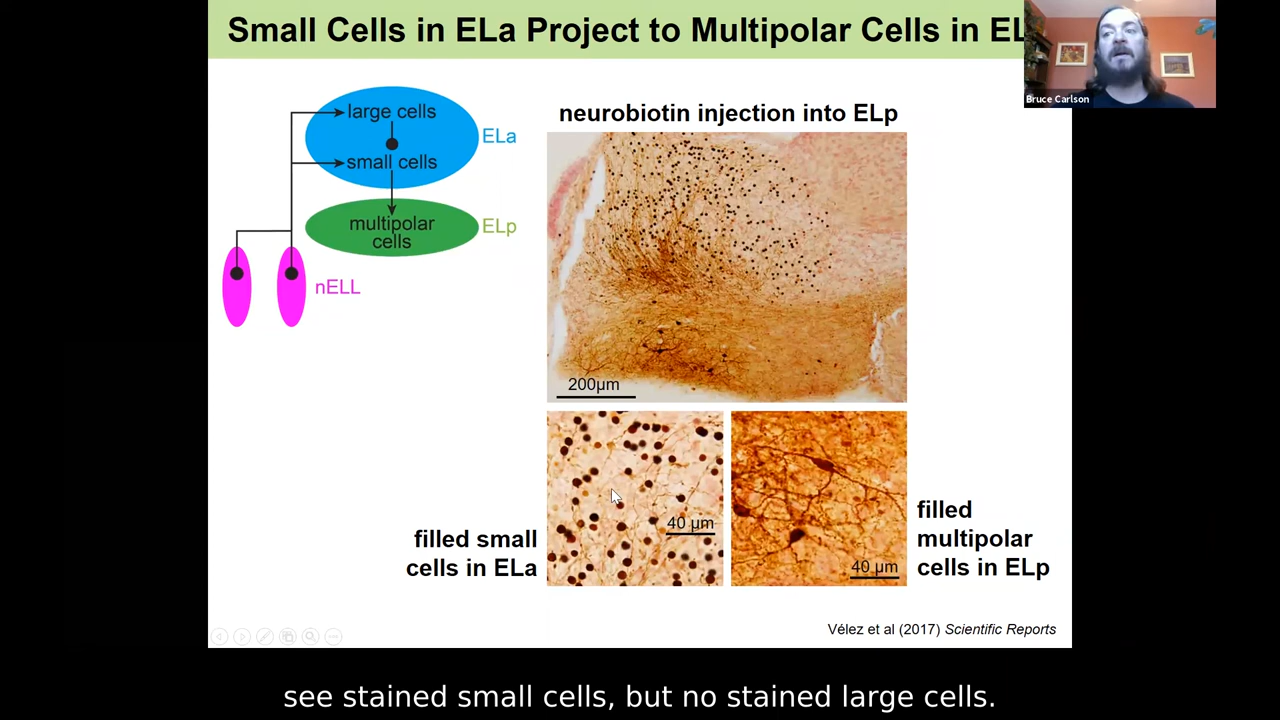 Small Cells in ELa Project to Multipolar Cells in EL
Bruce Carlson
large cells
ELa
small cells
multipolar
cells
ELp
nELL
neurobiotin injection into ELp
200µm
40 µm
40 µm
filled small
cells in ELa
filled
multipolar
cells in ELp
Vélez et al (2017) Scientific Reports
see stained small cells, but no stained large cells.